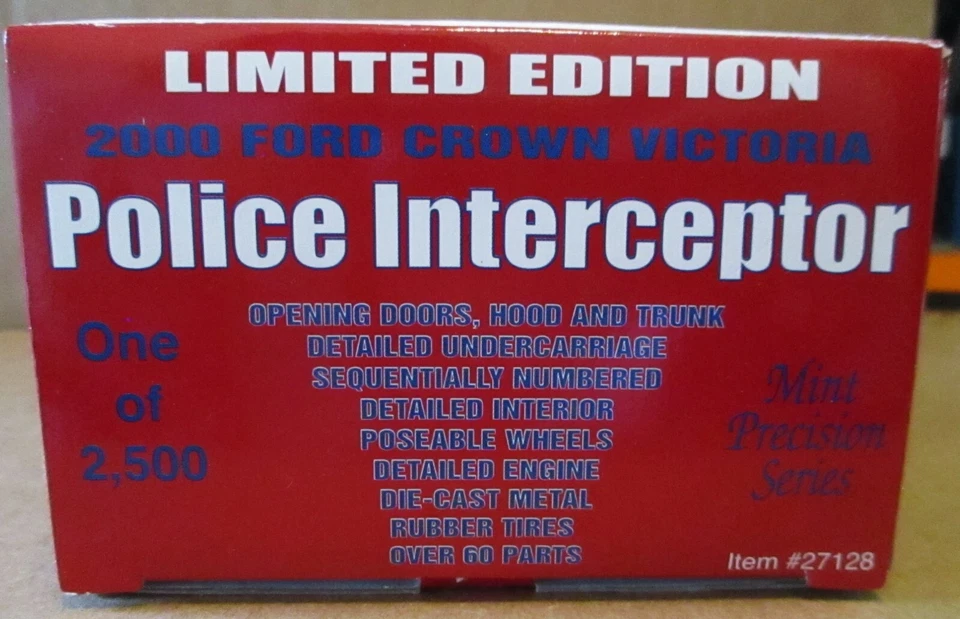 LIMITED EDITION
2000 FORD CROWN VICTORIA
Police Interceptor
One
of
2,500
OPENING DOORS, HOOD AND TRUNK
DETAILED UNDERCARRIAGE
SEQUENTIALLY NUMBERED
DETAILED INTERIOR
POSEABLE WHEELS
DETAILED ENGINE
DIE-CAST METAL
RUBBER TIRES
OVER 60 PARTS
Mint
Precision
Series
Item #27128